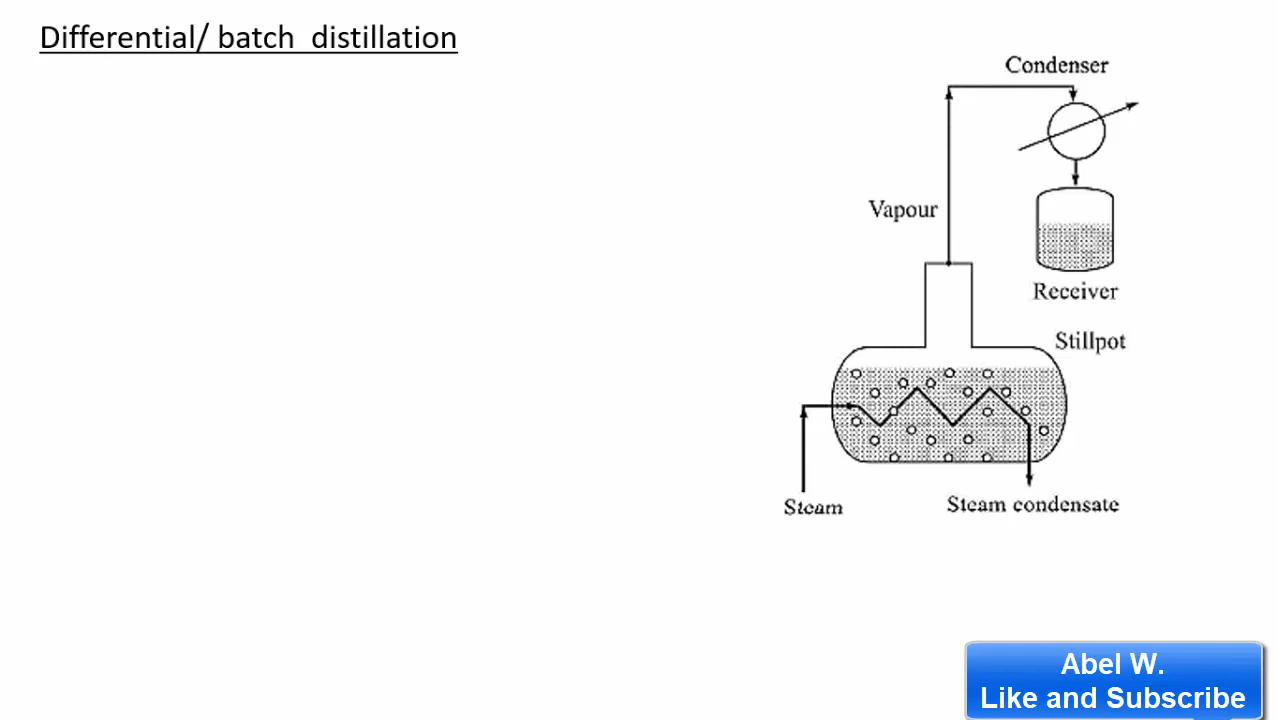 Differential/ batch distillation
Condenser
Vapour
Receiver
Stillpot
Steam
Steam condensate
Abel W.
Like and Subscribe